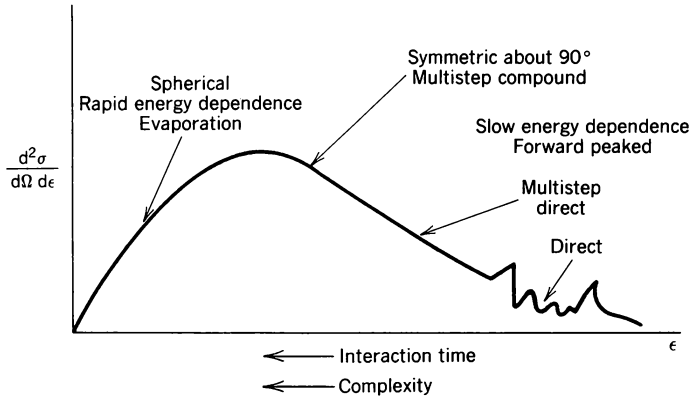 Symmetric about 90°
Multistep compound
Spherical
Rapid energy dependence
Evaporation
Slow energy dependence
Forward peaked
d²σ
dΩ dϵ
Multistep
direct
Direct
ϵ
Interaction time
Complexity